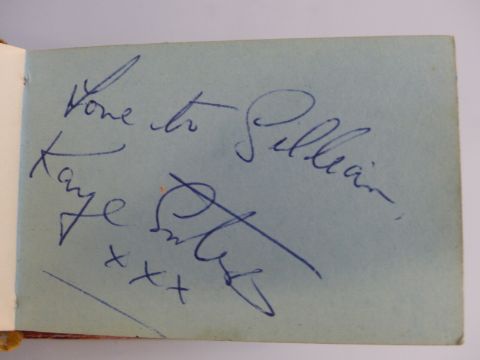 Love to Gillian,
Kaye
xxx